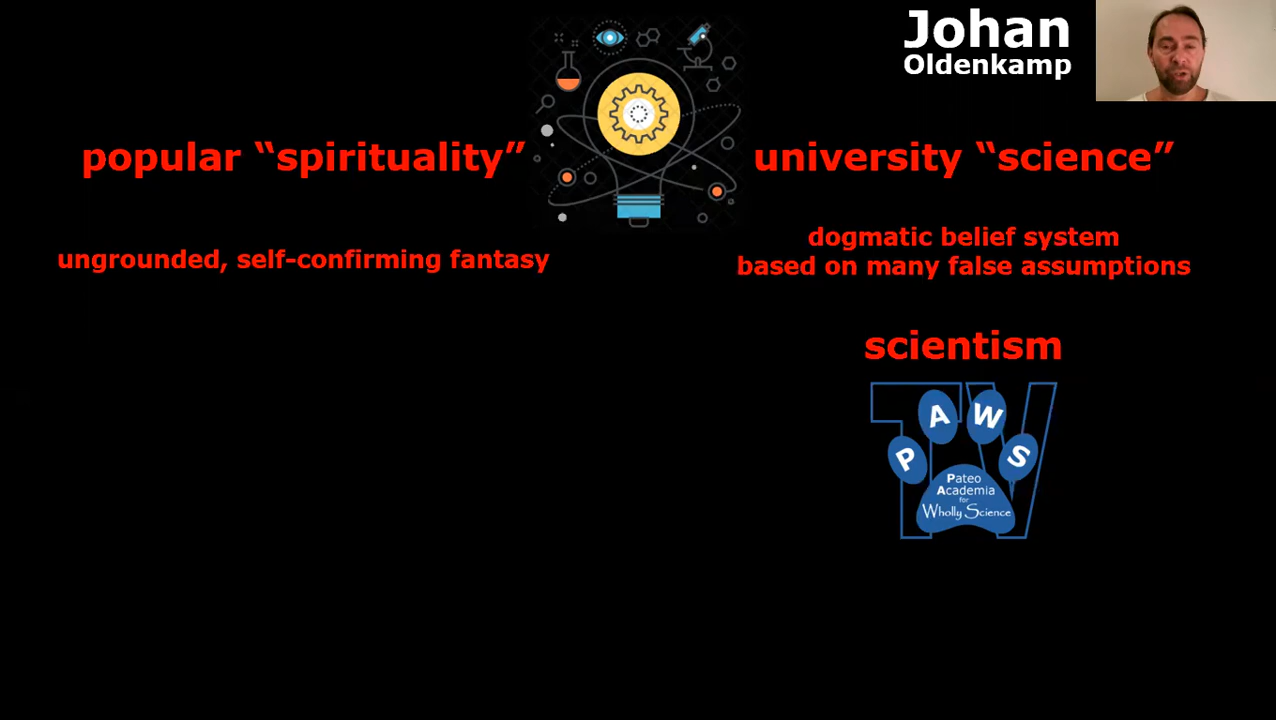 Johan
Oldenkamp
popular “spirituality”
university “science”
ungrounded, self-confirming fantasy
dogmatic belief system
based on many false assumptions
scientism
TV
P A W S
Pateo
Academia
for
Wholly Science